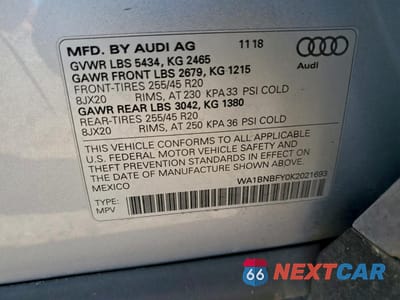 MFD. BY AUDI AG 11 18
GVWR LBS 5434, KG 2465
GAWR FRONT LBS 2679, KG 1215
FRONT-TIRES 255/45 R20
8JX20 RIMS, AT 230 KPA 33 PSI COLD
GAWR REAR LBS 3042, KG 1380
REAR-TIRES 255/45 R20
8JX20 RIMS, AT 250 KPA 36 PSI COLD
Audi
THIS VEHICLE CONFORMS TO ALL APPLICABLE
U.S. FEDERAL MOTOR VEHICLE SAFETY AND
THEFT PREVENTION STANDARDS IN EFFECT ON
THE DATE OF MANUFACTURE SHOWN ABOVE
MEXICO
WA1BNBFY0K2021693
TYPE:
MPV
66 NEXTCAR